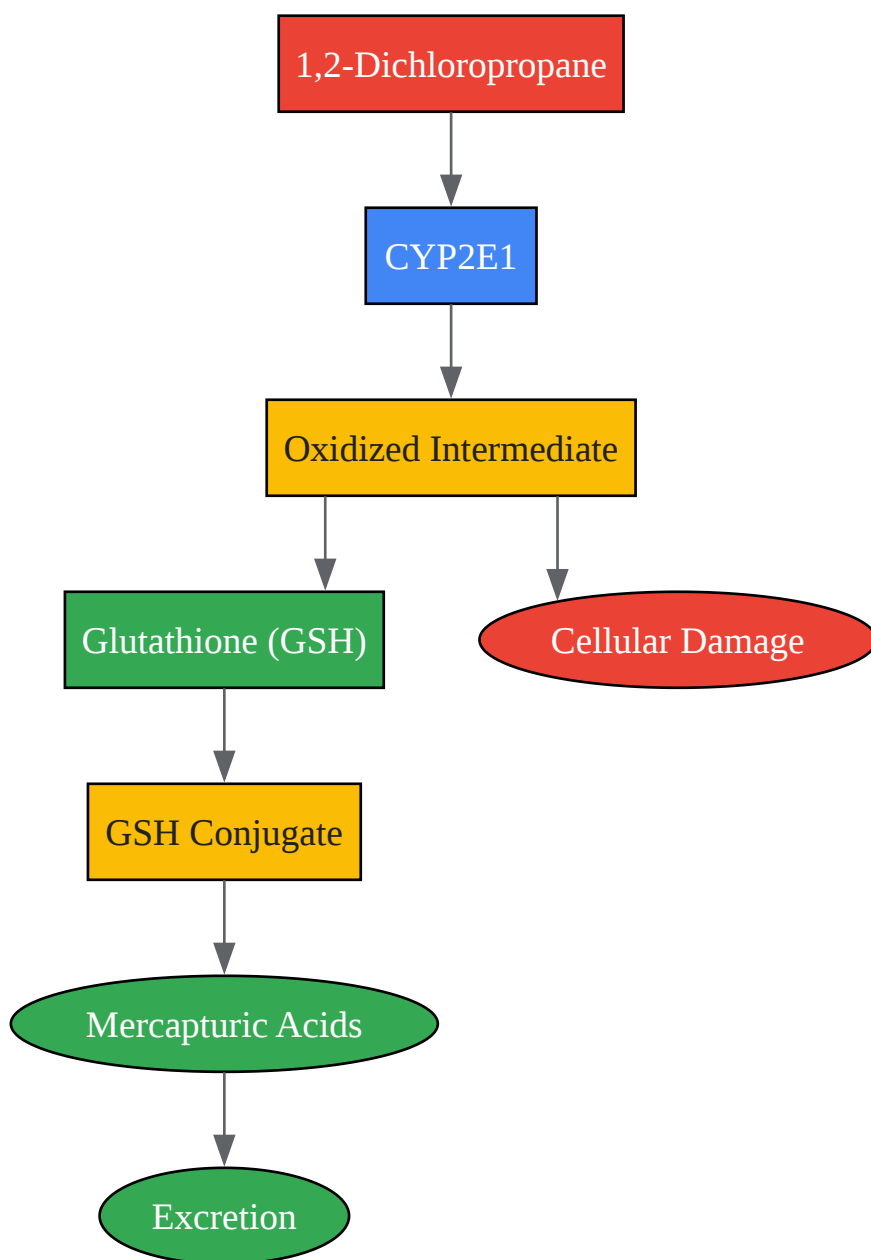 1,2-Dichloropropane
CYP2E1
Oxidized Intermediate
Glutathione (GSH)
Cellular Damage
GSH Conjugate
Mercapturic Acids
Excretion